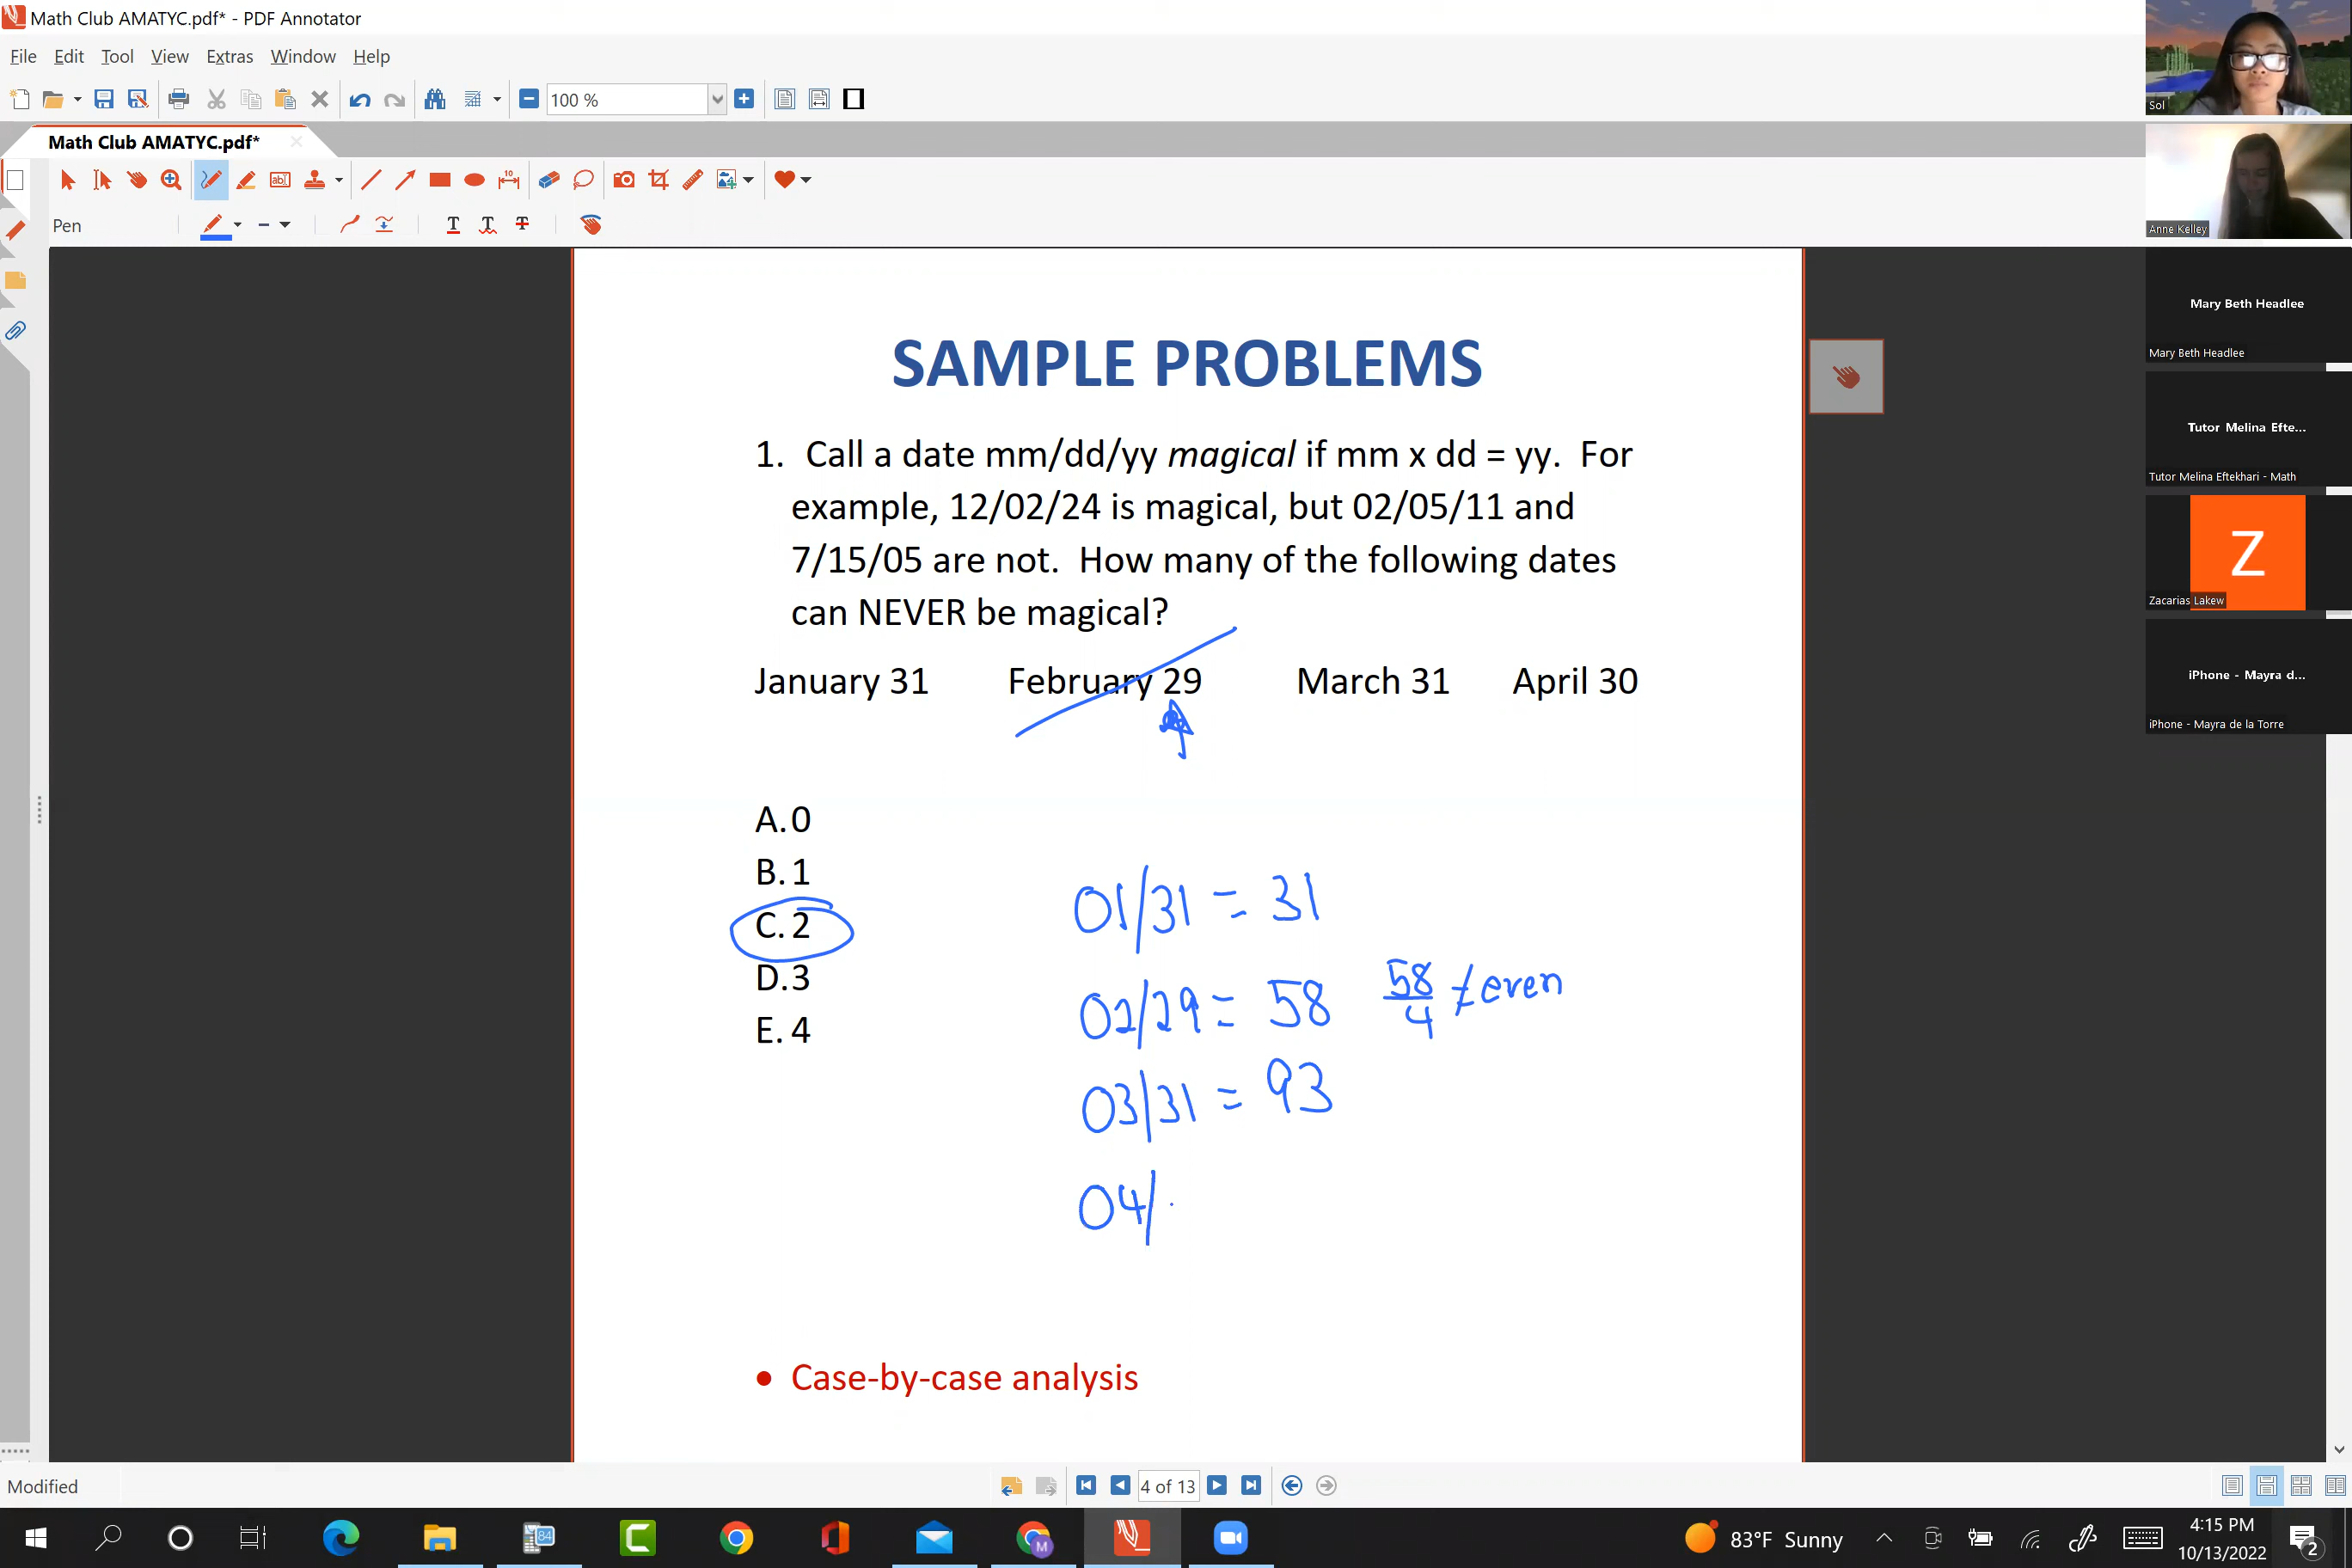 Math Club AMATYC.pdf* - PDF Annotator
File Edit Tool View Extras Window Help
100 %
Math Club AMATYC.pdf*
10
Pen
SAMPLE PROBLEMS
1. Call a date mm/dd/yy magical if mm x dd = yy. For
example, 12/02/24 is magical, but 02/05/11 and
7/15/05 are not. How many of the following dates
can NEVER be magical?
January 31 February 29 March 31 April 30
A. 0
B. 1
C. 2
D. 3
E. 4
01/31 = 31
02/29 = 58 58/4 ≠ even
03/31 = 93
04/
• Case-by-case analysis
Sol
Anne Kelley
Mary Beth Headlee
Mary Beth Headlee
Tutor Melina Efte...
Tutor Melina Eftekhari - Math
Z
Zacarias Lakew
iPhone - Mayra d...
iPhone - Mayra de la Torre
Modified
4 of 13
84
M
83°F Sunny
4:15 PM
10/13/2022
2